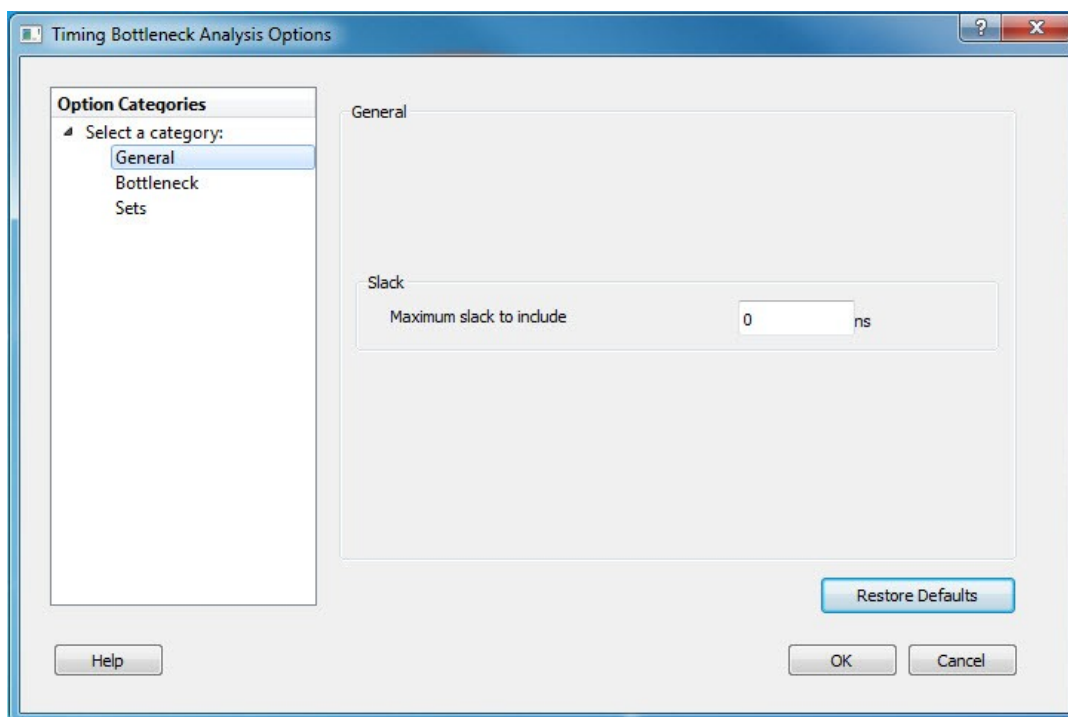 Timing Bottleneck Analysis Options
?
X
Option Categories
Select a category:
General
Bottleneck
Sets
General
Slack
Maximum slack to include 0 ns
Restore Defaults
Help OK Cancel